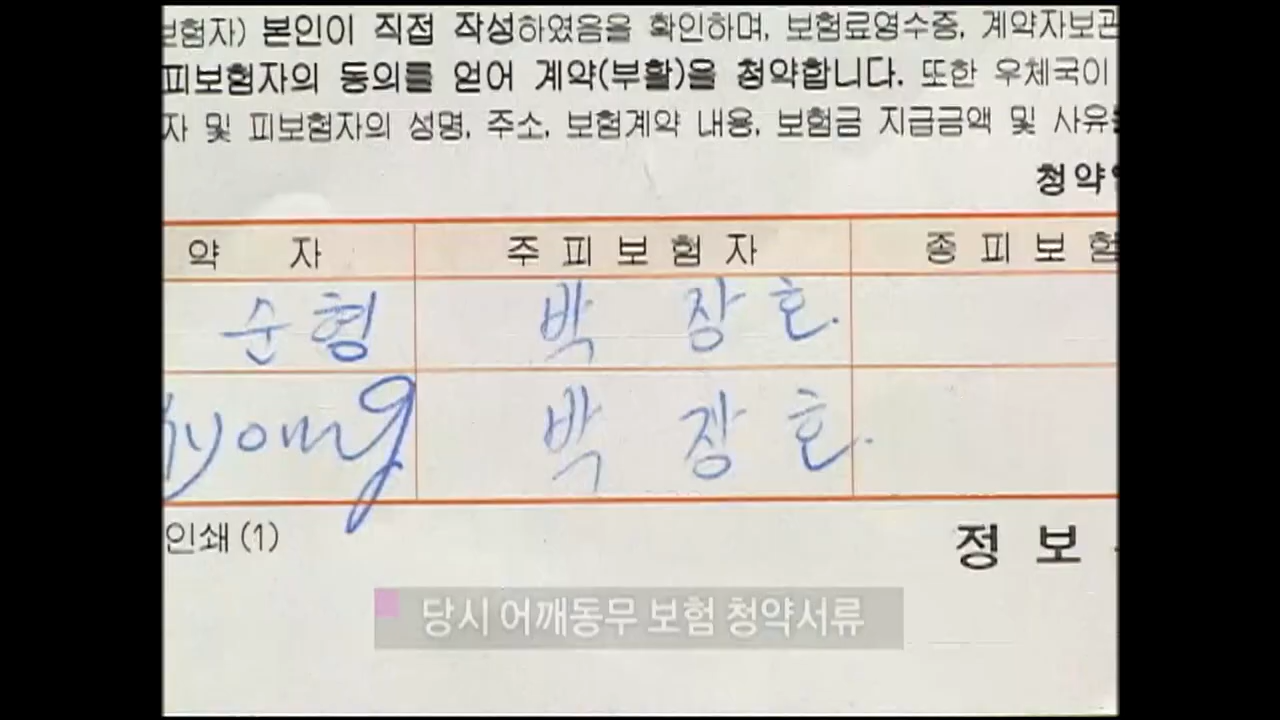 보험자) 본인이 직접 작성하였음을 확인하며, 보험료영수증, 계약자보관
피보험자의 동의를 얻어 계약(부활)을 청약합니다. 또한 우체국이
자 및 피보험자의 성명, 주소, 보험계약 내용, 보험금 지급금액 및 사유를
청약
약 자 주 피 보 험 자 종 피 보 험
순형 박 장 호.
박 장 호.
인쇄 (1) 정 보
당시 어깨동무 보험 청약서류